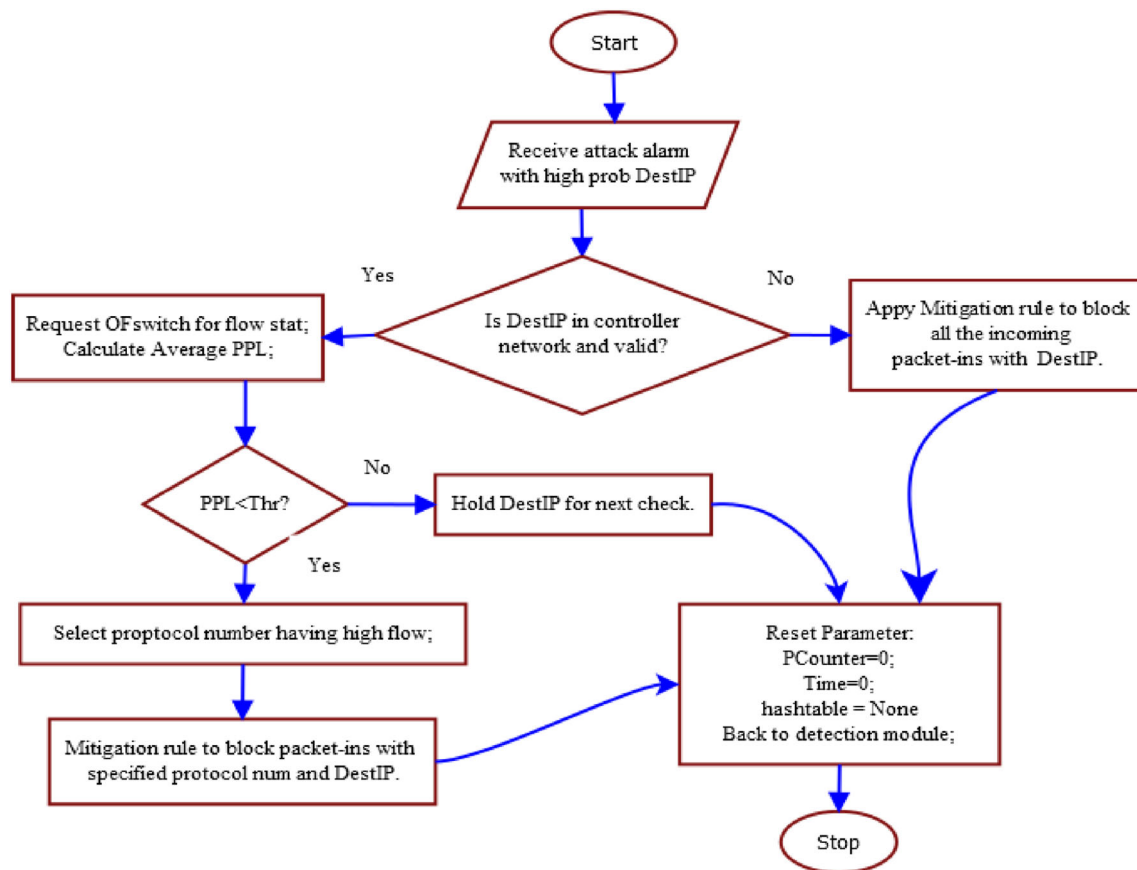 Start
Receive attack alarm
with high prob DestIP
Yes
No
Is DestIP in controller
network and valid?
Request OFswitch for flow stat;
Calculate Average PPL;
Appy Mitigation rule to block
all the incoming
packet-ins with DestIP.
PPL<Thr?
No
Hold DestIP for next check.
Yes
Select proptocol number having high flow;
Mitigation rule to block packet-ins with
specified protocol num and DestIP.
Reset Parameter:
PCounter=0;
Time=0;
hashtable = None
Back to detection module;
Stop